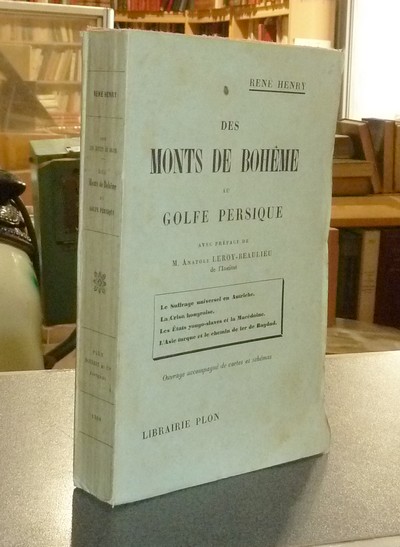 RENÉ HENRY
DES
MONTS DE BOHÊME
AU
GOLFE PERSIQUE
AVEC PRÉFACE DE
M. ANATOLE LEROY-BEAULIEU
de l'Institut
Le Suffrage universel en Autriche.
La Crise hongroise.
Les États yougo-slaves et la Macédoine.
L'Asie turque et le chemin de fer de Bagdad.
Ouvrage accompagné de cartes et schémas
LIBRAIRIE PLON
RENÉ HENRY
DES
Monts de Bohême
AU
GOLFE PERSIQUE